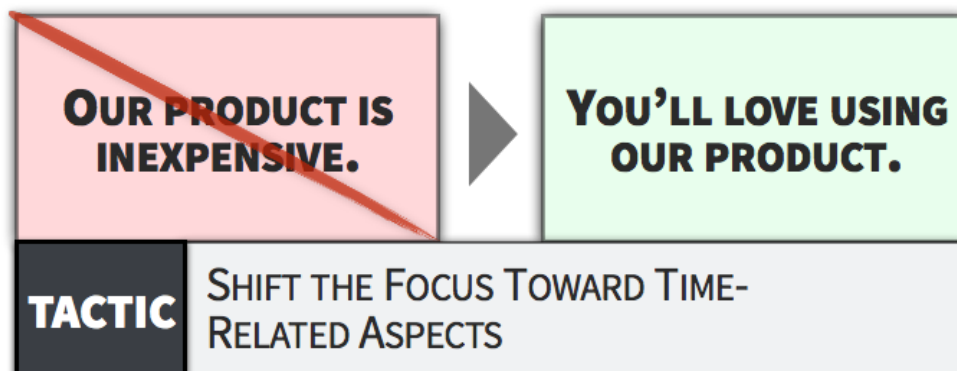 Our product is
inexpensive.
You'll love using
our product.
TACTIC
Shift the Focus Toward Time-
Related Aspects